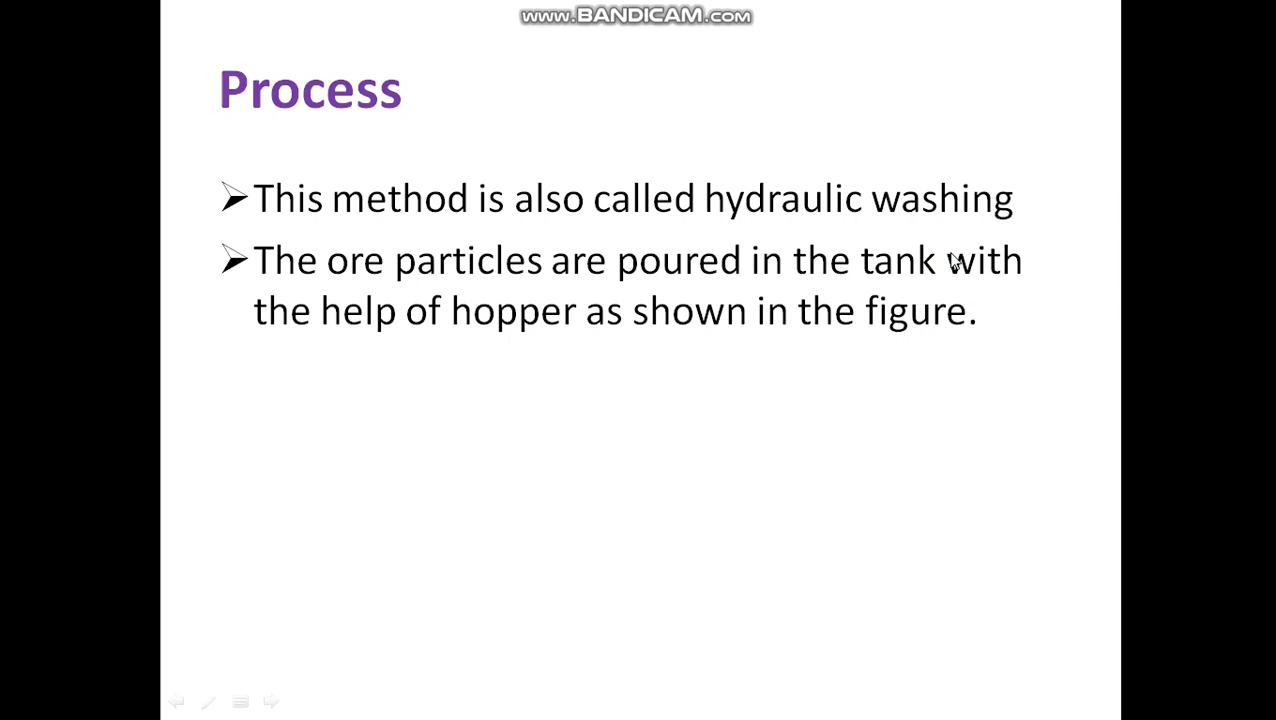 www.BANDICAM.com
Process
➢This method is also called hydraulic washing
➢The ore particles are poured in the tank with
the help of hopper as shown in the figure.